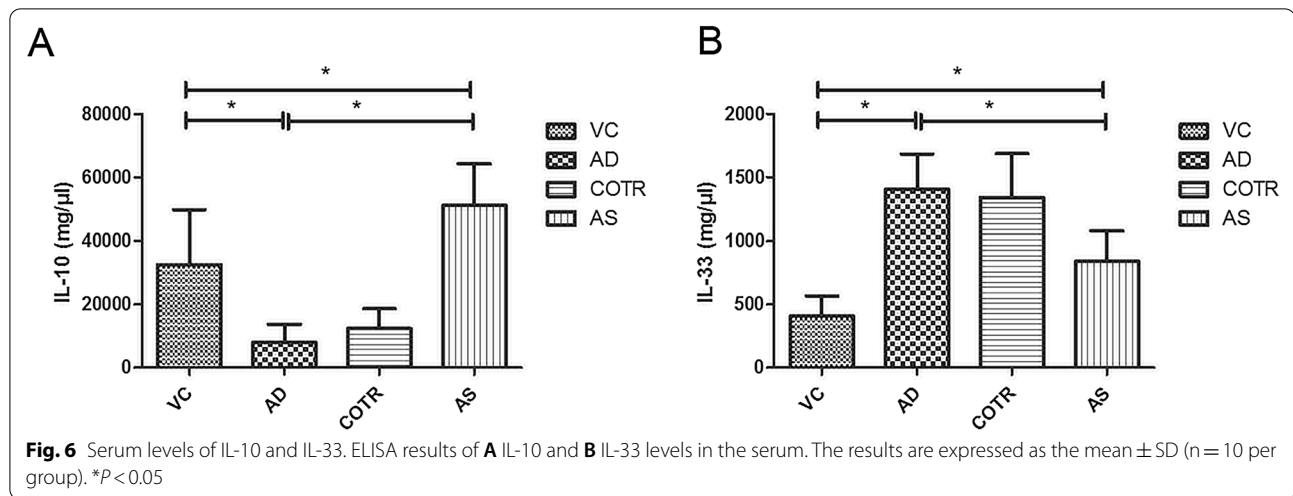 A
*
*
*
80000
60000
40000
20000
0
IL-10 (mg/µl)
VC
AD
COTR
AS
VC
AD
COTR
AS
B
*
*
*
2000
1500
1000
500
0
IL-33 (mg/µl)
VC
AD
COTR
AS
VC
AD
COTR
AS
Fig. 6 Serum levels of IL-10 and IL-33. ELISA results of A IL-10 and B IL-33 levels in the serum. The results are expressed as the mean ± SD (n = 10 per
group). *P < 0.05